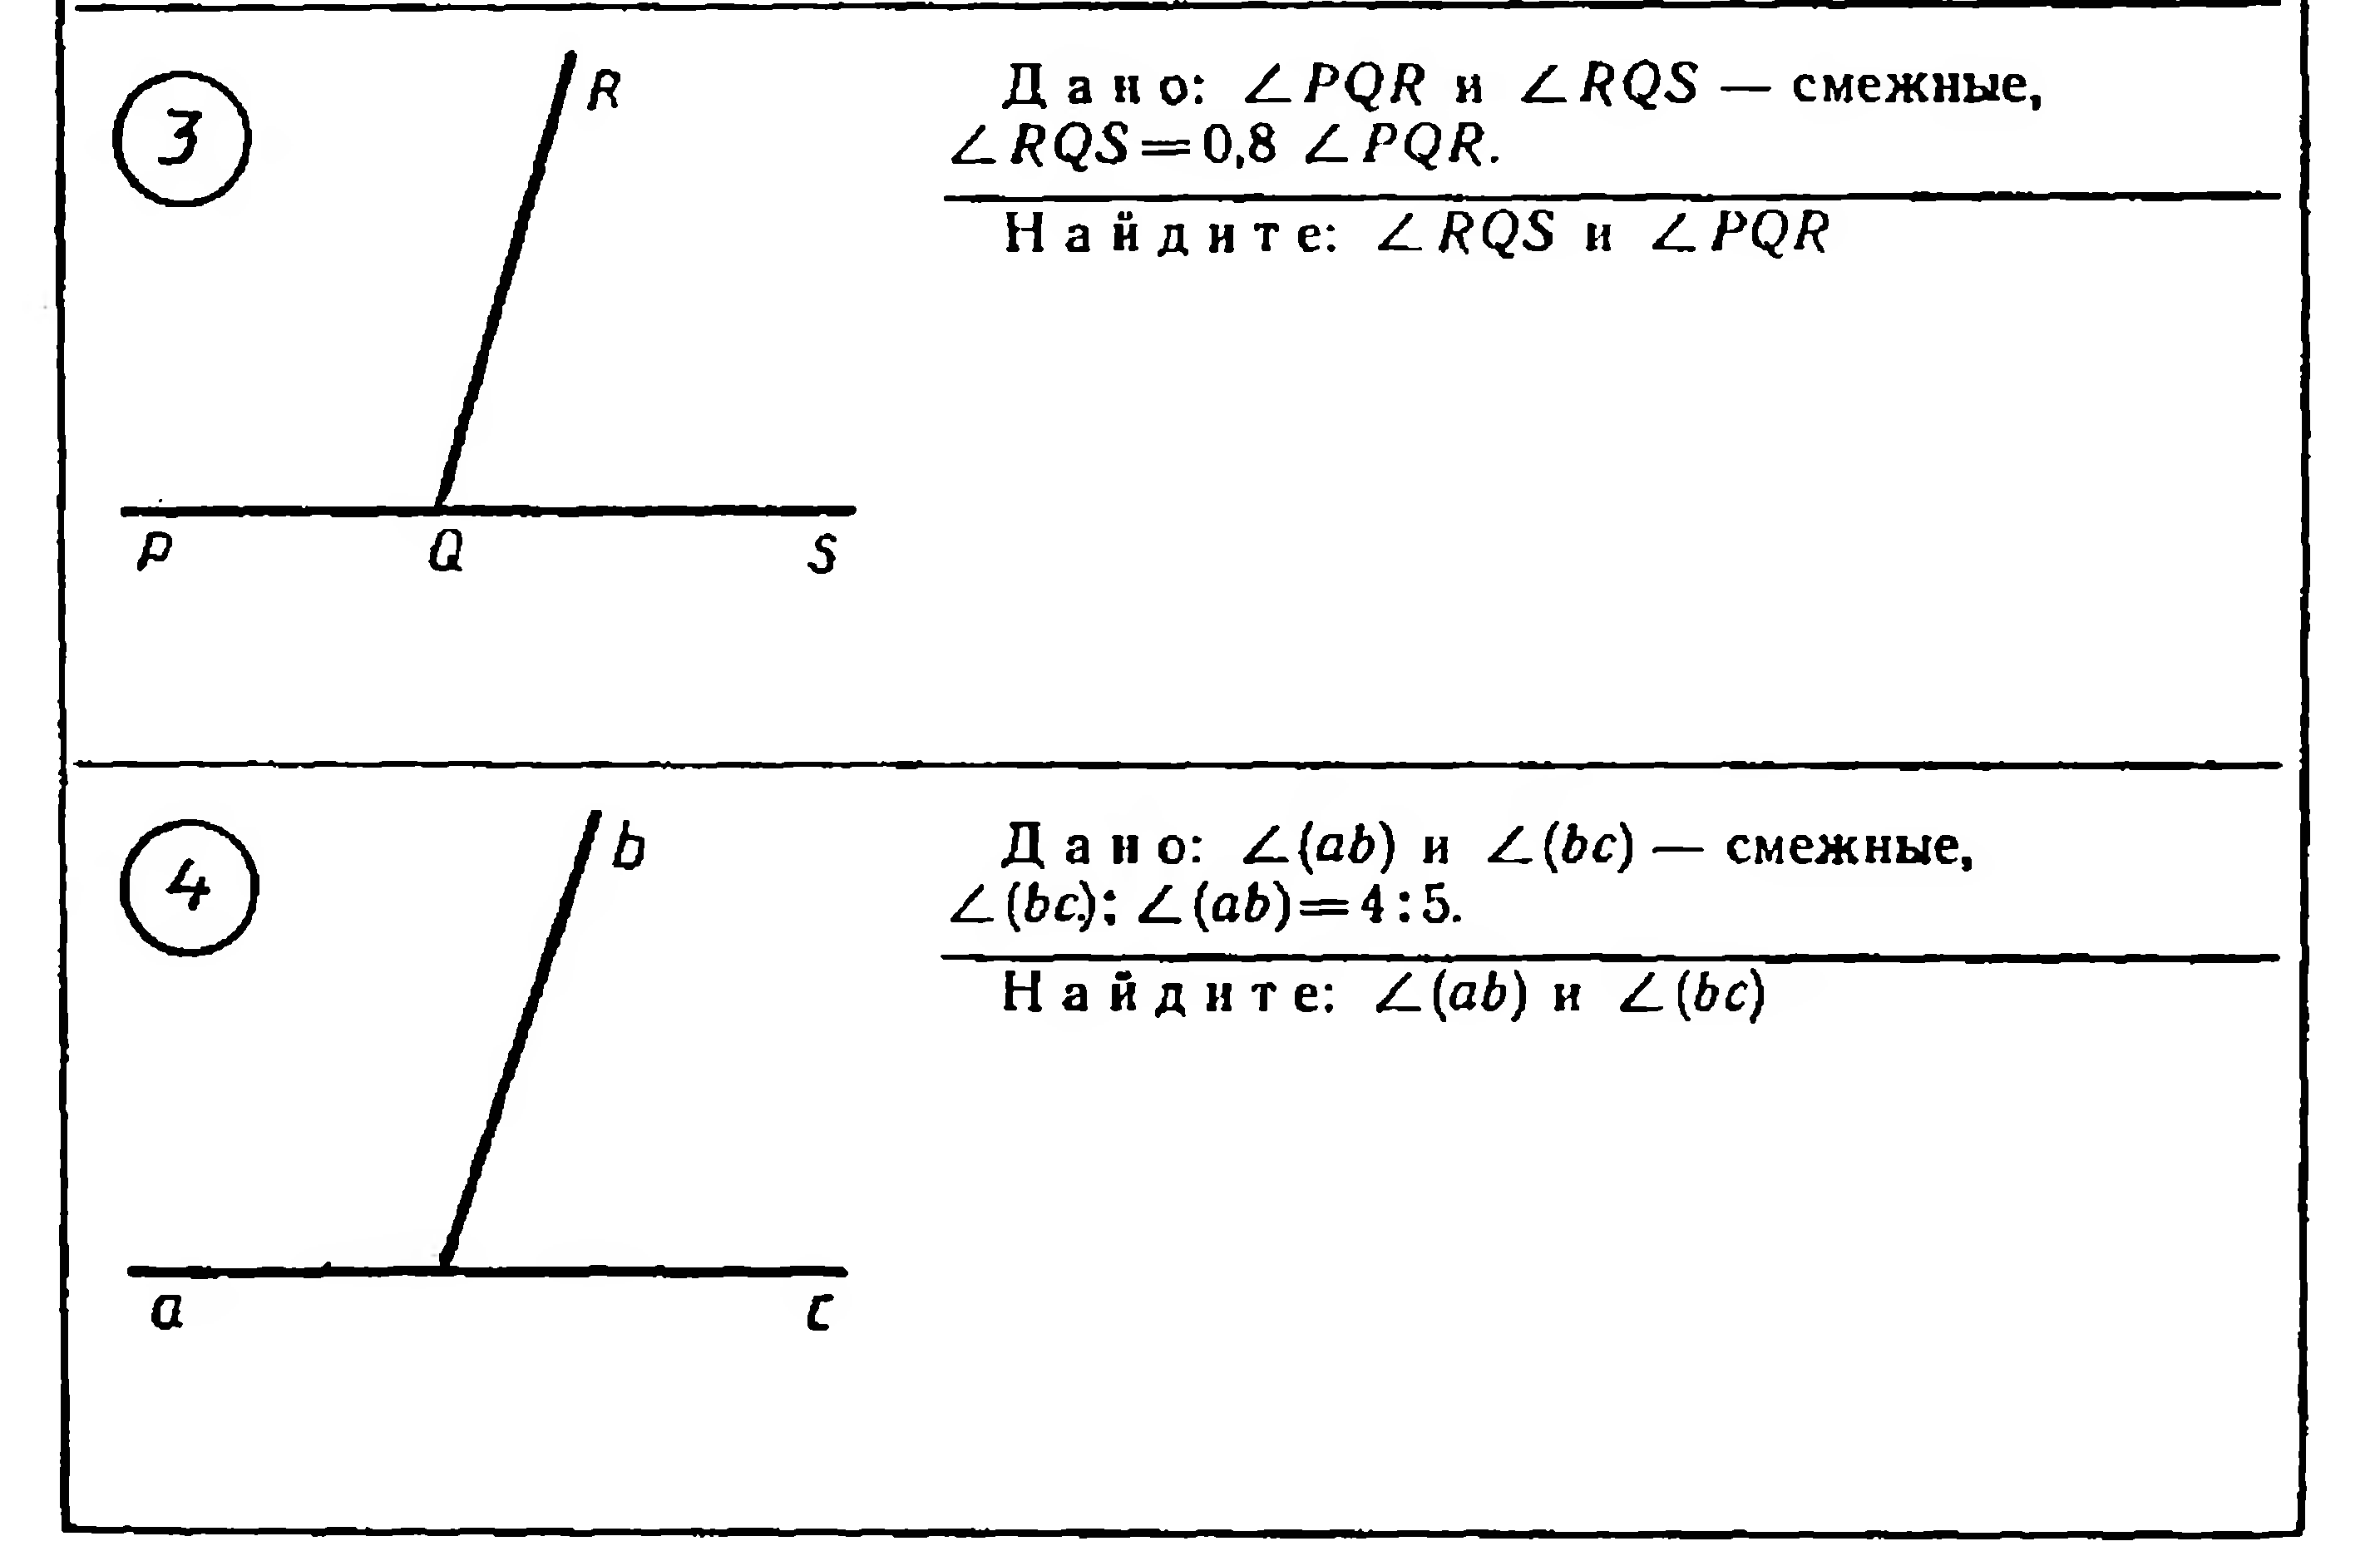 3
R
Дано: ∠PQR и ∠RQS — смежные,
∠RQS=0,8 ∠PQR.
Найдите: ∠RQS и ∠PQR
P Q S
4
b
Дано: ∠(ab) и ∠(bc) — смежные,
∠(bc): ∠(ab)=4:5.
Найдите: ∠(ab) и ∠(bc)
a c